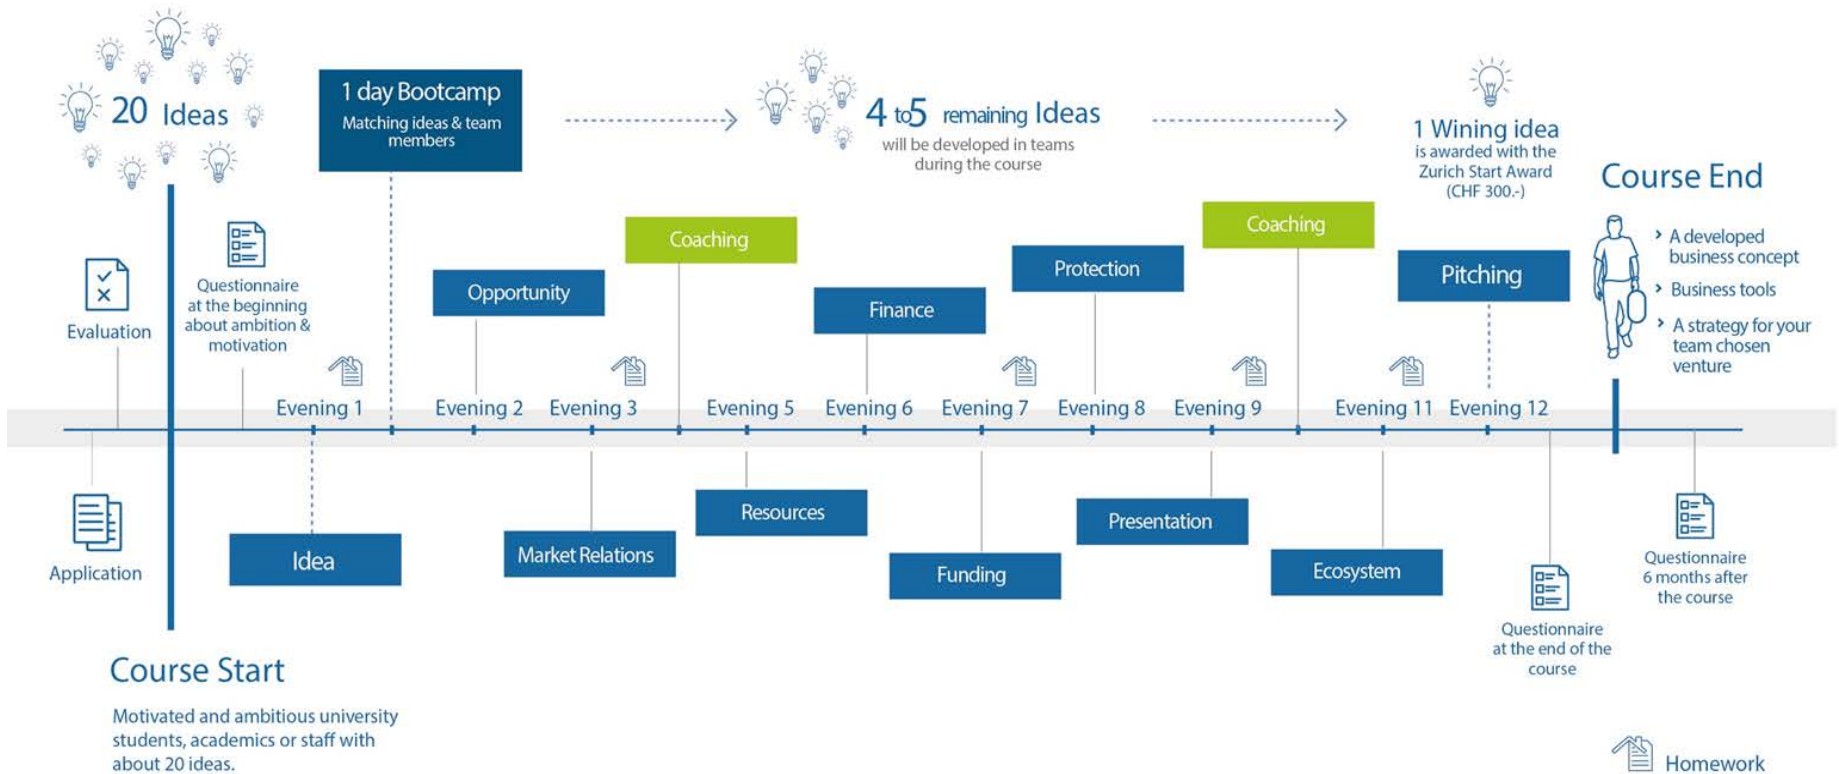 20 Ideas
1 day Bootcamp
Matching ideas & team
members
4 to5 remaining Ideas
will be developed in teams
during the course
1 Wining idea
is awarded with the
Zurich Start Award
(CHF 300.-)
Course End
A developed
business concept
Business tools
A strategy for your
team chosen
venture
Evaluation
Questionnaire
at the beginning
about ambition &
motivation
Opportunity
Coaching
Finance
Protection
Coaching
Pitching
Evening 1
Evening 2
Evening 3
Evening 5
Evening 6
Evening 7
Evening 8
Evening 9
Evening 11
Evening 12
Application
Idea
Market Relations
Resources
Funding
Presentation
Ecosystem
Questionnaire
at the end of the
course
Questionnaire
6 months after
the course
Course Start
Motivated and ambitious university
students, academics or staff with
about 20 ideas.
Homework